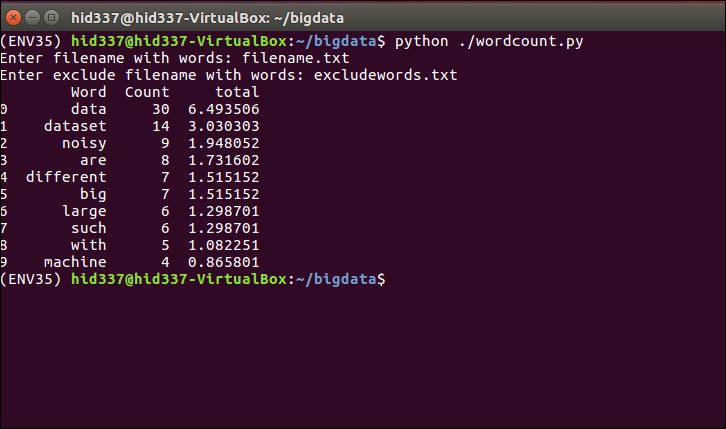 hid337@hid337-VirtualBox: ~/bigdata
(ENV35) hid337@hid337-VirtualBox:~/bigdata$ python ./wordcount.py
Enter filename with words: filename.txt
Enter exclude filename with words: excludewords.txt
        Word  Count     total
0       data     30  6.493506
1    dataset     14  3.030303
2      noisy      9  1.948052
3        are      8  1.731602
4  different      7  1.515152
5        big      7  1.515152
6      large      6  1.298701
7       such      6  1.298701
8       with      5  1.082251
9    machine      4  0.865801
(ENV35) hid337@hid337-VirtualBox:~/bigdata$